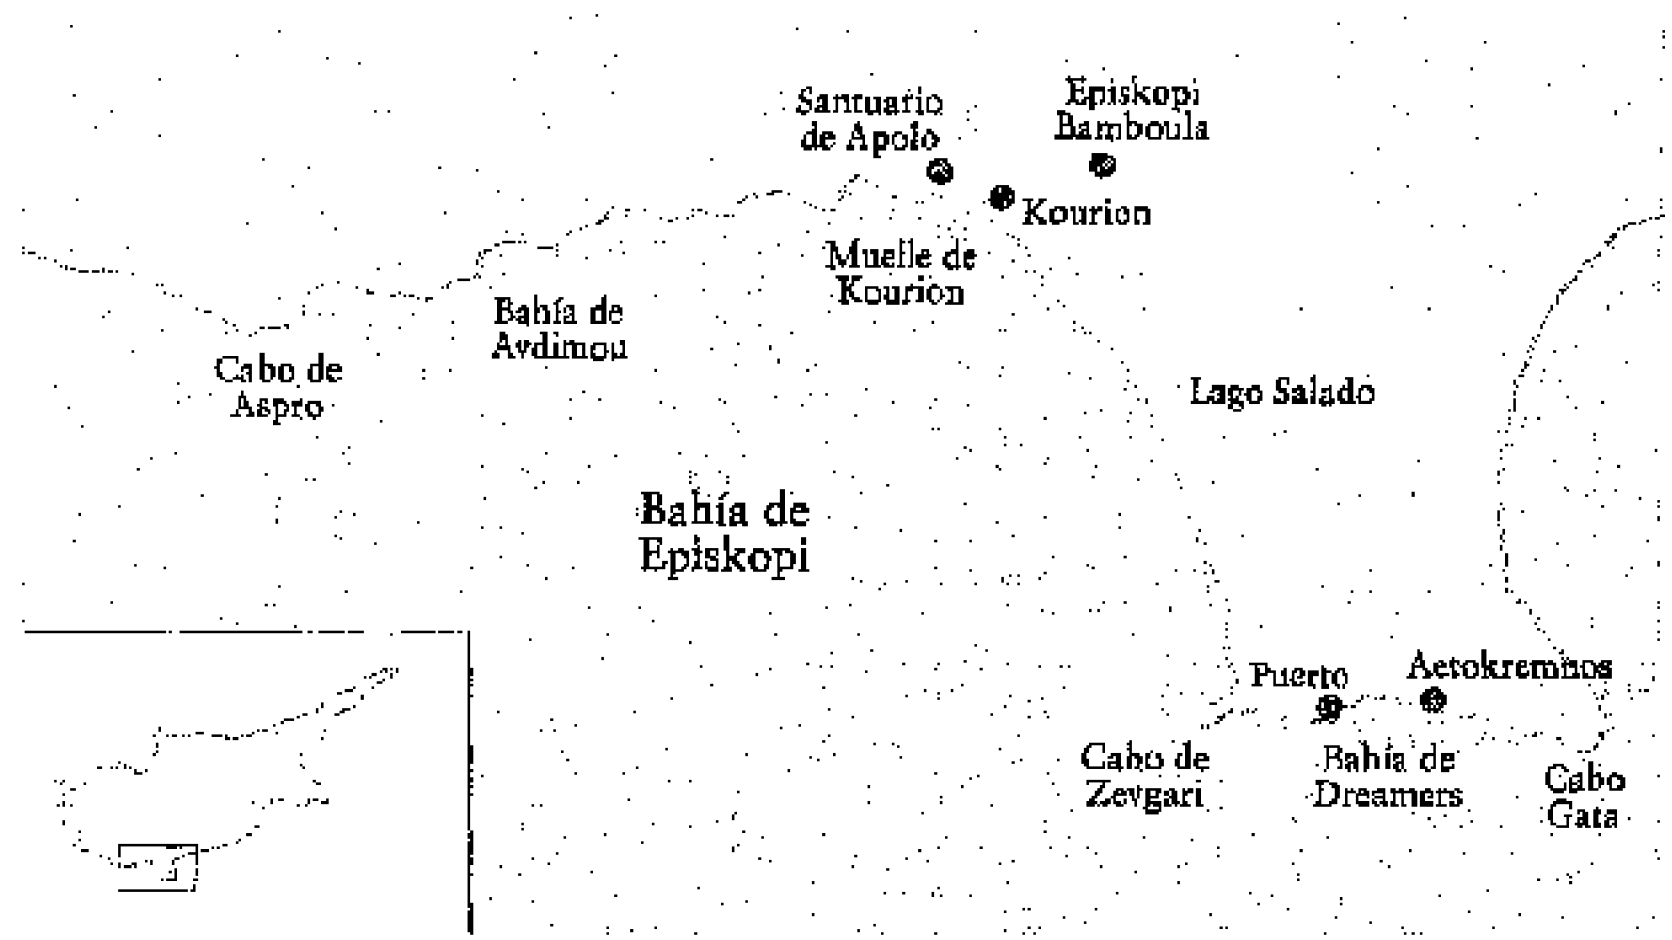 Santuario
de Apolo
Episkopi
Bamboula
Kourion
Muelle de
Kourion
Bahía de
Avdimou
Cabo de
Aspro
Lago Salado
Bahía de
Episkopi
Puerto
Aetokremnos
Cabo de
Zevgari
Bahía de
Dreamers
Cabo
Gata